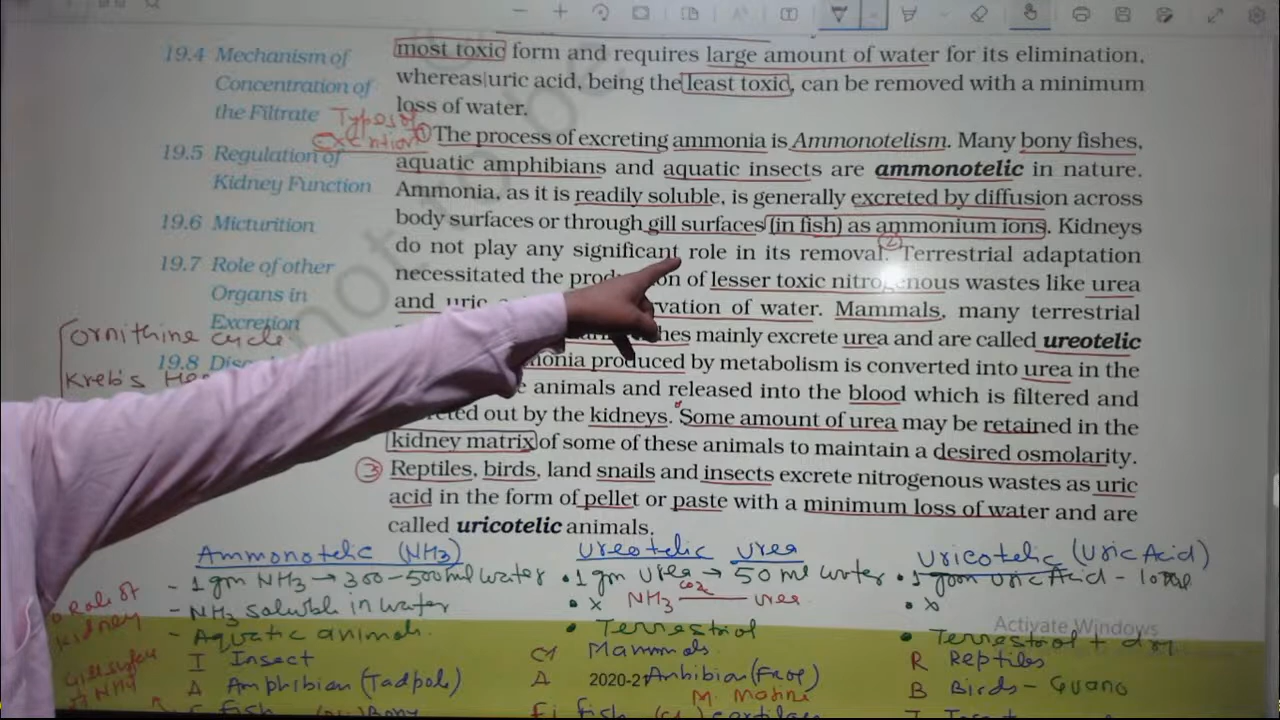 19.4 Mechanism of
Concentration of
the Filtrate
19.5 Regulation of
Kidney Function
19.6 Micturition
19.7 Role of other
Organs in
Excretion
19.8
most toxic form and requires large amount of water for its elimination,
whereas uric acid, being the least toxic, can be removed with a minimum
loss of water.
Types of
① The process of excreting ammonia is Ammonotelism. Many bony fishes,
aquatic amphibians and aquatic insects are ammonotelic in nature.
Ammonia, as it is readily soluble, is generally excreted by diffusion across
body surfaces or through gill surfaces (in fish) as ammonium ions. Kidneys
do not play any significant role in its removal. ② Terrestrial adaptation
necessitated the of lesser toxic nitrogenous wastes like urea
and uric of water. Mammals, many terrestrial
mainly excrete urea and are called ureotelic
produced by metabolism is converted into urea in the
animals and released into the blood which is filtered and
out by the kidneys. Some amount of urea may be retained in the
kidney matrix of some of these animals to maintain a desired osmolarity.
③ Reptiles, birds, land snails and insects excrete nitrogenous wastes as uric
acid in the form of pellet or paste with a minimum loss of water and are
called uricotelic animals.
Ornithine cycle
Kreb's
Ammonotelic (NH3)
- 1 gm NH3 → 300-500 ml water
- NH3 soluble in water
- Aquatic animals.
I Insect
A Amphibian (Tadpole)
Role of
Kidney
Ureotelic Urea
• 1 gm Urea → 50 ml water
• X NH3 CO2 urea
• Terrestrial
Mammals
A Ambibian (Frog)
2020-21
Uricotelic (Uric Acid)
Uric Acid
• X
• Terrestrial + dry
R Reptiles
B Birds - Guano
Activate Windows